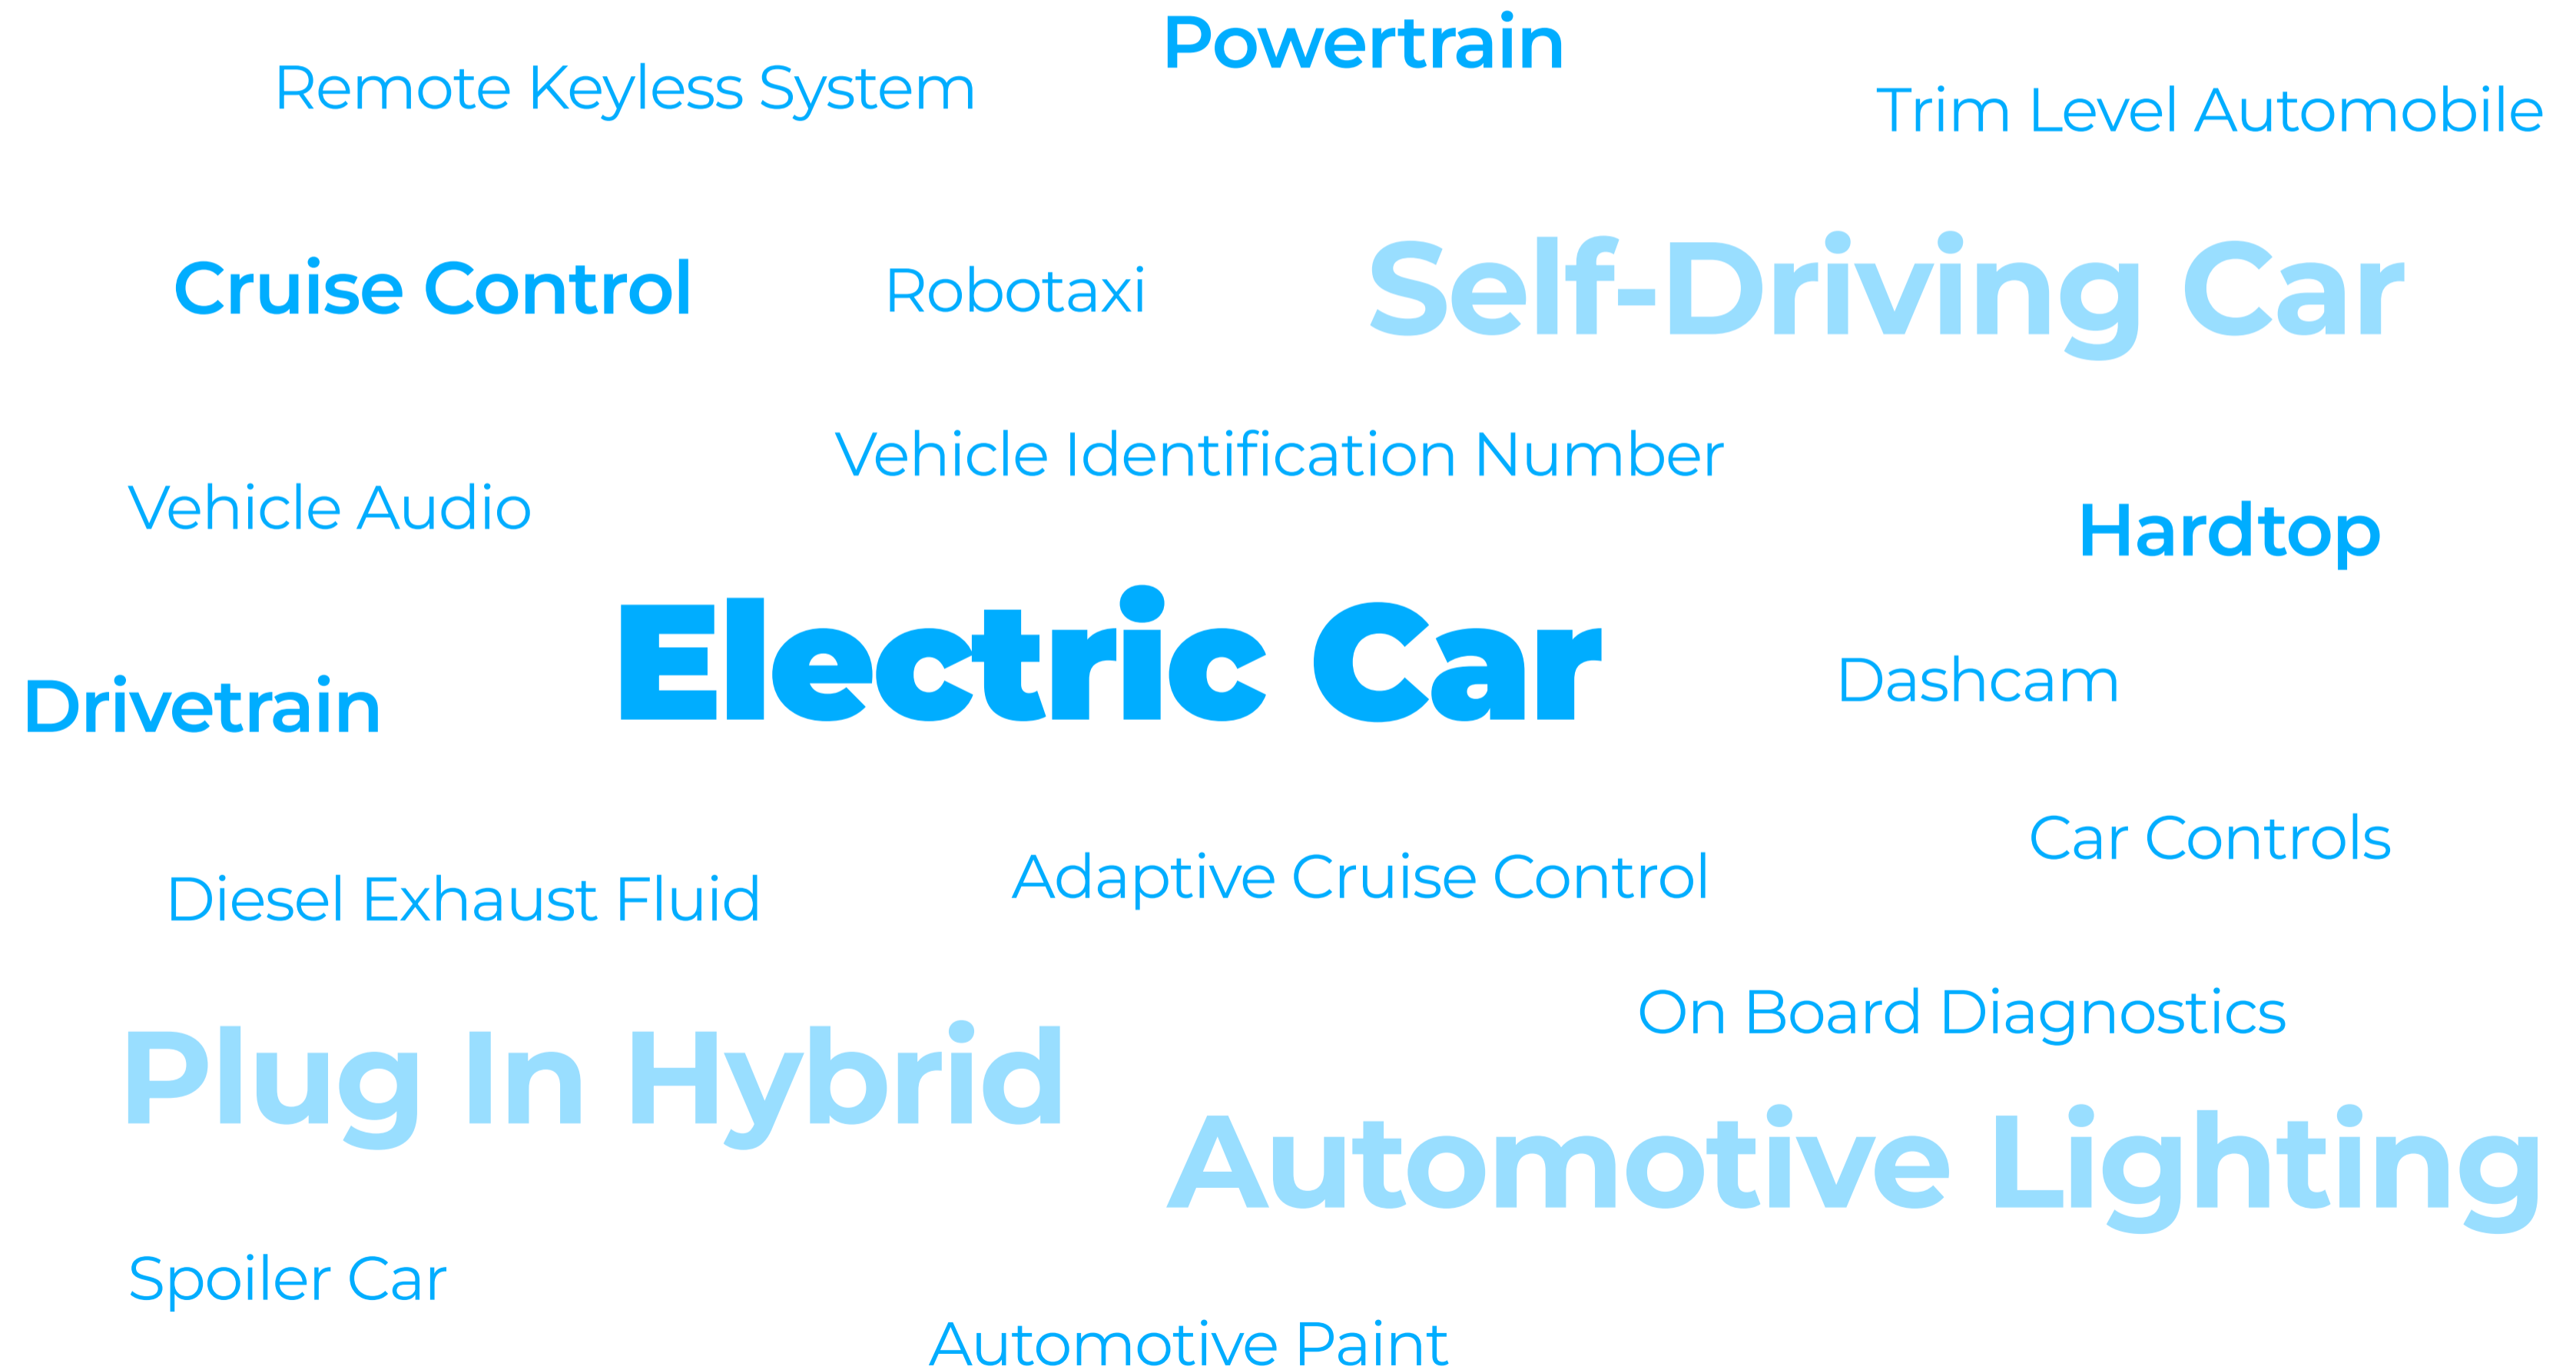 Powertrain
Remote Keyless System
Trim Level Automobile
Cruise Control
Robotaxi
Self-Driving Car
Vehicle Identification Number
Vehicle Audio
Hardtop
Electric Car
Dashcam
Drivetrain
Car Controls
Diesel Exhaust Fluid
Adaptive Cruise Control
On Board Diagnostics
Plug In Hybrid
Automotive Lighting
Spoiler Car
Automotive Paint